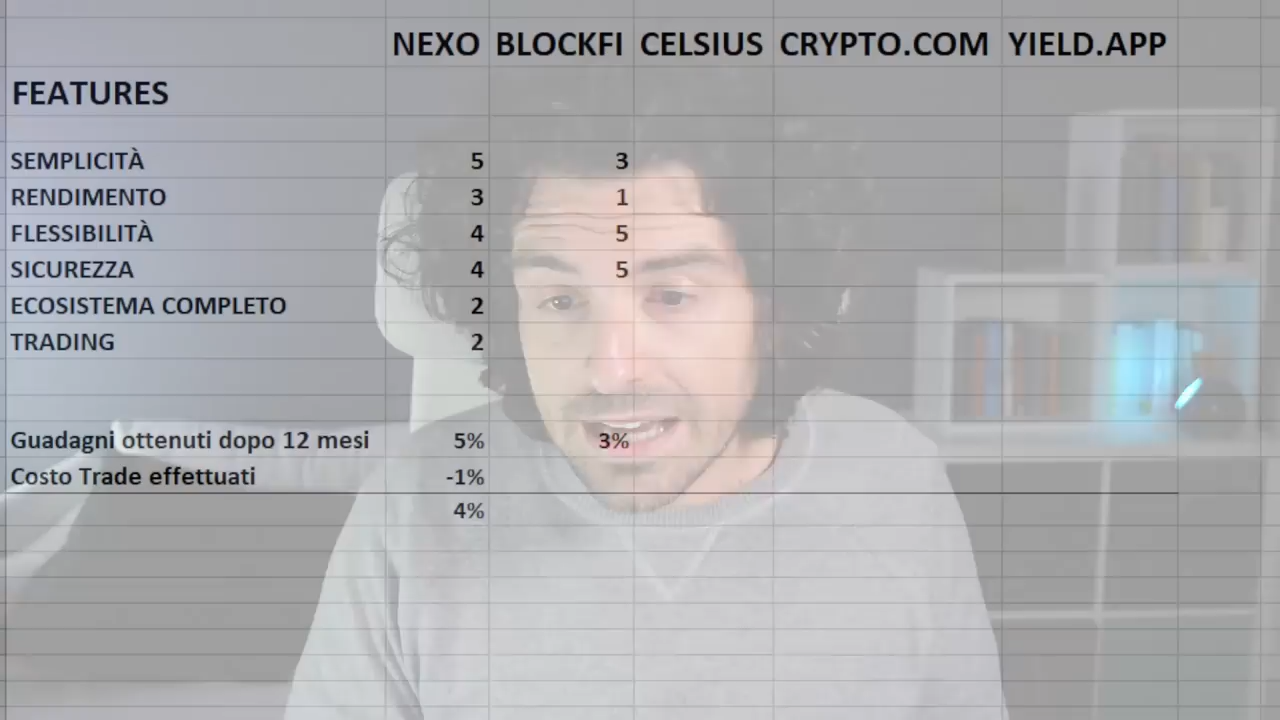 NEXO BLOCKFI CELSIUS CRYPTO.COM YIELD.APP
FEATURES
SEMPLICITÀ 5 3
RENDIMENTO 3 1
FLESSIBILITÀ 4 5
SICUREZZA 4 5
ECOSISTEMA COMPLETO 2
TRADING 2
Guadagni ottenuti dopo 12 mesi 5% 3%
Costo Trade effettuati -1%
4%